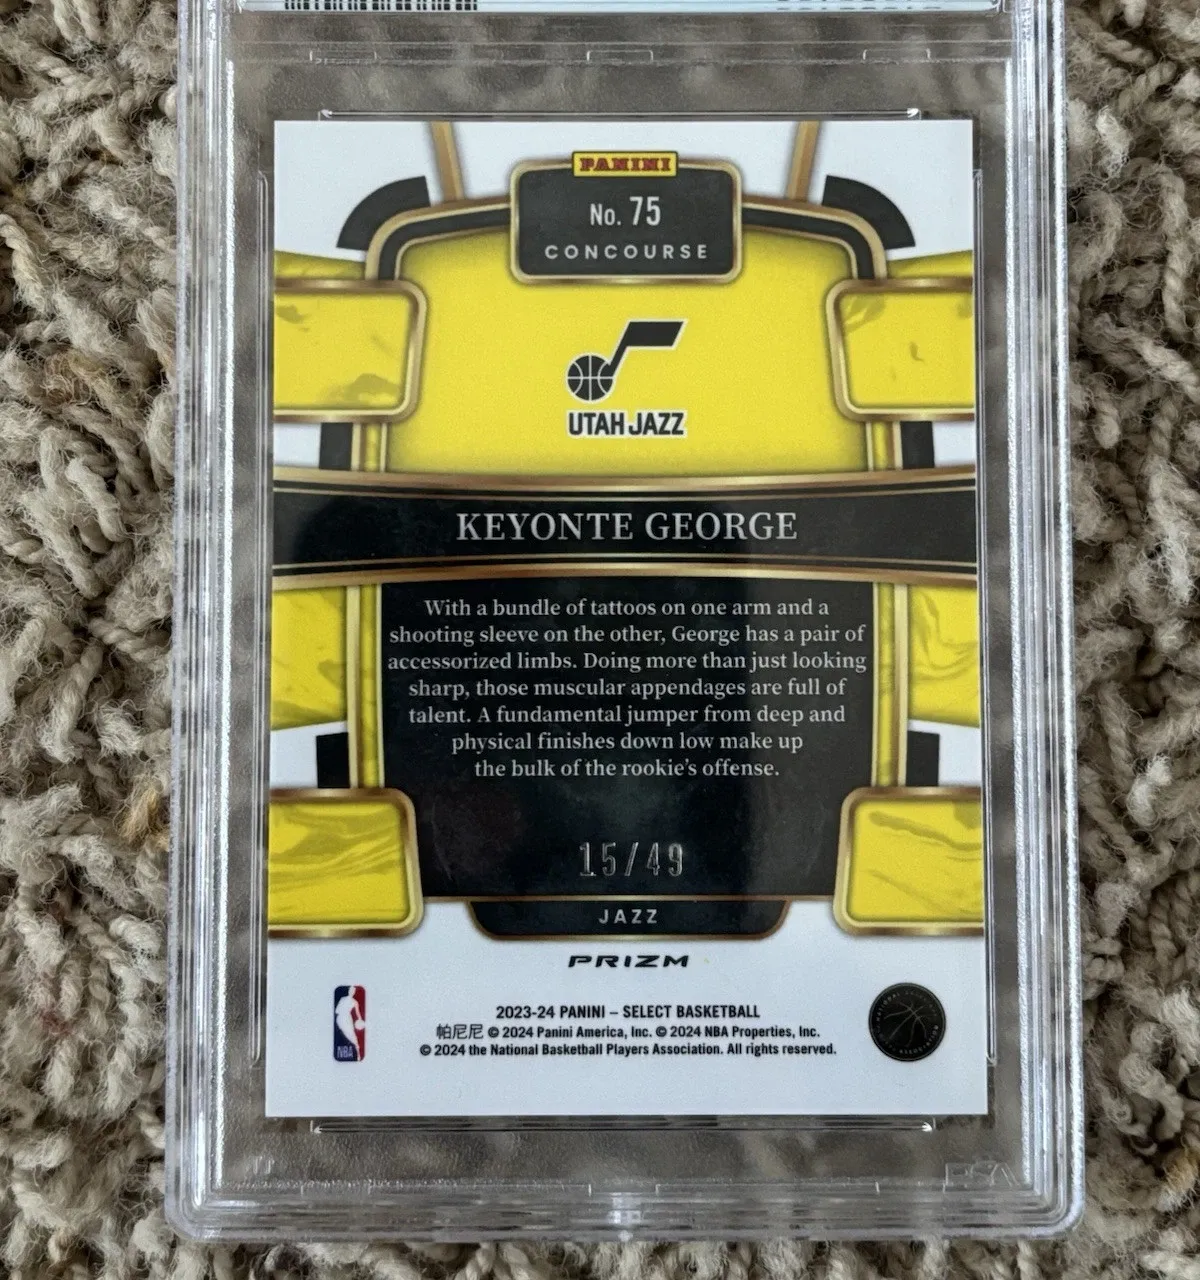 PANINI
No. 75
CONCOURSE
UTAH JAZZ
KEYONTE GEORGE
With a bundle of tattoos on one arm and a
shooting sleeve on the other, George has a pair of
accessorized limbs. Doing more than just looking
sharp, those muscular appendages are full of
talent. A fundamental jumper from deep and
physical finishes down low make up
the bulk of the rookie’s offense.
15/49
JAZZ
PRIZM
2023-24 PANINI – SELECT BASKETBALL
帕尼尼 © 2024 Panini America, Inc. © 2024 NBA Properties, Inc.
© 2024 the National Basketball Players Association. All rights reserved.
NBA
PSA